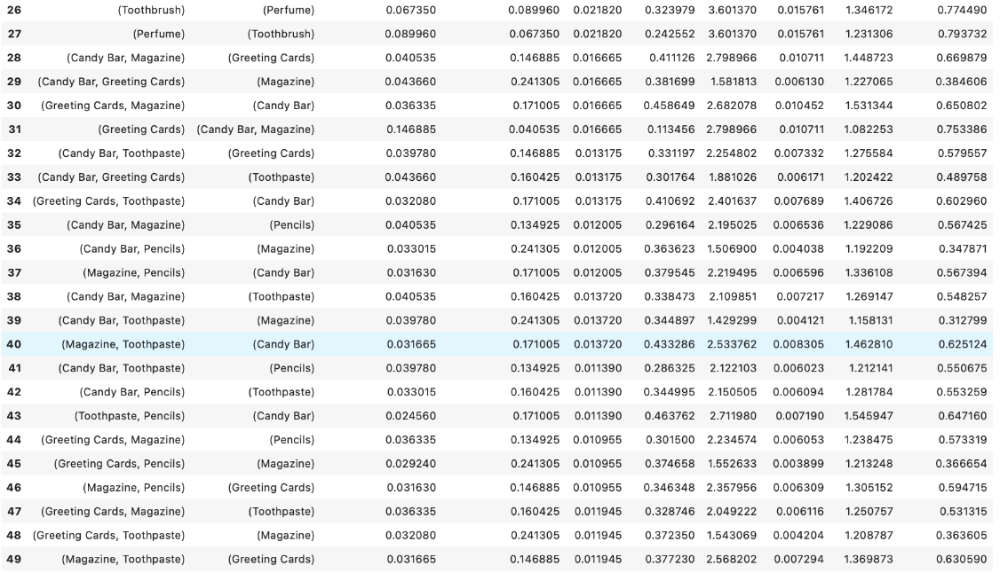 26 (Toothbrush) (Perfume) 0.067350 0.089960 0.021820 0.323979 3.601370 0.015761 1.346172 0.774490
27 (Perfume) (Toothbrush) 0.089960 0.067350 0.021820 0.242552 3.601370 0.015761 1.231306 0.793732
28 (Candy Bar, Magazine) (Greeting Cards) 0.040535 0.146885 0.016665 0.411126 2.798966 0.010711 1.448723 0.669879
29 (Candy Bar, Greeting Cards) (Magazine) 0.043660 0.241305 0.016665 0.381699 1.581813 0.006130 1.227065 0.384606
30 (Greeting Cards, Magazine) (Candy Bar) 0.036335 0.171005 0.016665 0.458649 2.682078 0.010452 1.531344 0.650802
31 (Greeting Cards) (Candy Bar, Magazine) 0.146885 0.040535 0.016665 0.113456 2.798966 0.010711 1.082253 0.753386
32 (Candy Bar, Toothpaste) (Greeting Cards) 0.039780 0.146885 0.013175 0.331197 2.254802 0.007332 1.275584 0.579557
33 (Candy Bar, Greeting Cards) (Toothpaste) 0.043660 0.160425 0.013175 0.301764 1.881026 0.006171 1.202422 0.489758
34 (Greeting Cards, Toothpaste) (Candy Bar) 0.032080 0.171005 0.013175 0.410692 2.401637 0.007689 1.406726 0.602960
35 (Candy Bar, Magazine) (Pencils) 0.040535 0.134925 0.012005 0.296164 2.195025 0.006536 1.229086 0.567425
36 (Candy Bar, Pencils) (Magazine) 0.033015 0.241305 0.012005 0.363623 1.506900 0.004038 1.192209 0.347871
37 (Magazine, Pencils) (Candy Bar) 0.031630 0.171005 0.012005 0.379545 2.219495 0.006596 1.336108 0.567394
38 (Candy Bar, Magazine) (Toothpaste) 0.040535 0.160425 0.013720 0.338473 2.109851 0.007217 1.269147 0.548257
39 (Candy Bar, Toothpaste) (Magazine) 0.039780 0.241305 0.013720 0.344897 1.429299 0.004121 1.158131 0.312799
40 (Magazine, Toothpaste) (Candy Bar) 0.031665 0.171005 0.013720 0.433286 2.533762 0.008305 1.462810 0.625124
41 (Candy Bar, Toothpaste) (Pencils) 0.039780 0.134925 0.011390 0.286325 2.122103 0.006023 1.212141 0.550675
42 (Candy Bar, Pencils) (Toothpaste) 0.033015 0.160425 0.011390 0.344995 2.150505 0.006094 1.281784 0.553259
43 (Toothpaste, Pencils) (Candy Bar) 0.024560 0.171005 0.011390 0.463762 2.711980 0.007190 1.545947 0.647160
44 (Greeting Cards, Magazine) (Pencils) 0.036335 0.134925 0.010955 0.301500 2.234574 0.006053 1.238475 0.573319
45 (Greeting Cards, Pencils) (Magazine) 0.029240 0.241305 0.010955 0.374658 1.552633 0.003899 1.213248 0.366654
46 (Magazine, Pencils) (Greeting Cards) 0.031630 0.146885 0.010955 0.346348 2.357956 0.006309 1.305152 0.594715
47 (Greeting Cards, Magazine) (Toothpaste) 0.036335 0.160425 0.011945 0.328746 2.049222 0.006116 1.250757 0.531315
48 (Greeting Cards, Toothpaste) (Magazine) 0.032080 0.241305 0.011945 0.372350 1.543069 0.004204 1.208787 0.363605
49 (Magazine, Toothpaste) (Greeting Cards) 0.031665 0.146885 0.011945 0.377230 2.568202 0.007294 1.369873 0.630590